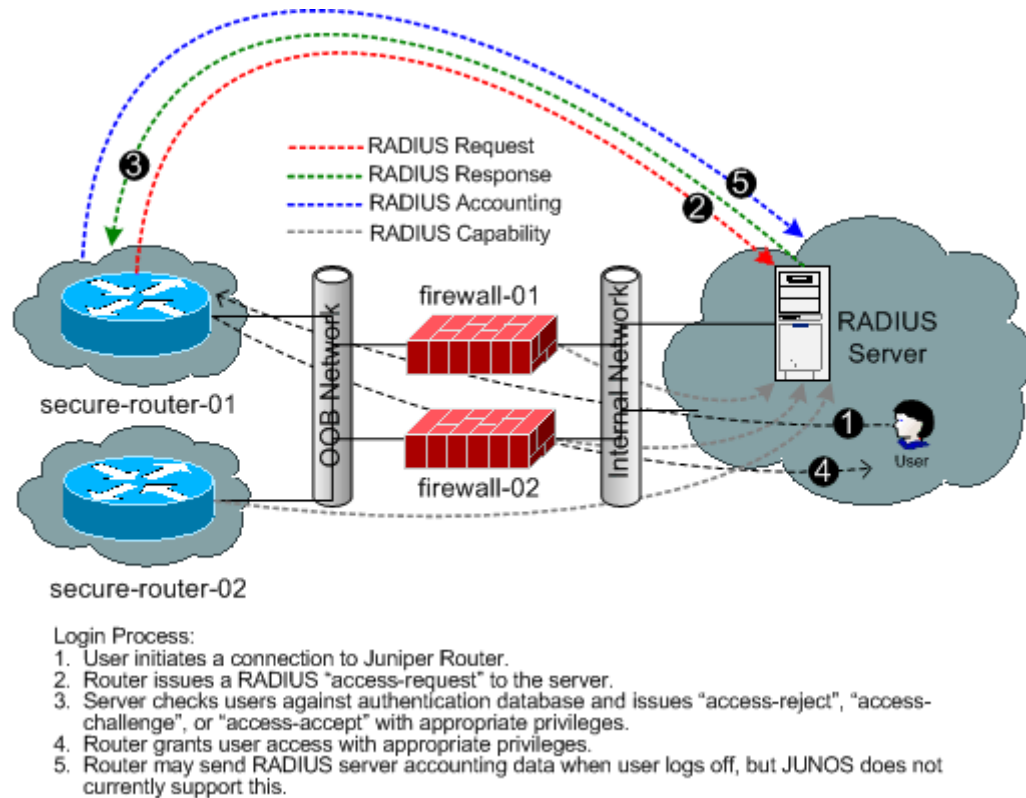 3
RADIUS Request
RADIUS Response
RADIUS Accounting
RADIUS Capability
5
2
firewall-01
OOB Network
Internal Network
RADIUS
Server
secure-router-01
1
User
4
firewall-02
secure-router-02
Login Process:
1. User initiates a connection to Juniper Router.
2. Router issues a RADIUS “access-request” to the server.
3. Server checks users against authentication database and issues “access-reject”, “access-
challenge”, or “access-accept” with appropriate privileges.
4. Router grants user access with appropriate privileges.
5. Router may send RADIUS server accounting data when user logs off, but JUNOS does not
currently support this.